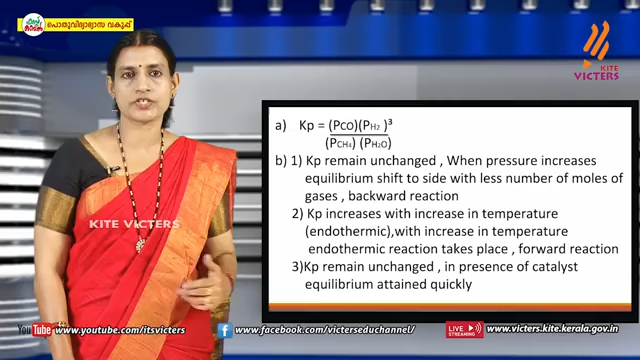 പൊതുവിദ്യാഭ്യാസ വകുപ്പ്
KITE
VICTERS
a) Kp = (PCO)(PH₂ )³
(PCH₄) (PH₂O)
b) 1) Kp remain unchanged , When pressure increases
equilibrium shift to side with less number of moles of
gases , backward reaction
2) Kp increases with increase in temperature
(endothermic),with increase in temperature
endothermic reaction takes place , forward reaction
3)Kp remain unchanged , in presence of catalyst
equilibrium attained quickly
KITE VICTERS
YouTube www.youtube.com/itsvicters
f www.facebook.com/victerseduchannel/
LIVE
STREAMING
www.victers.kite.kerala.gov.in